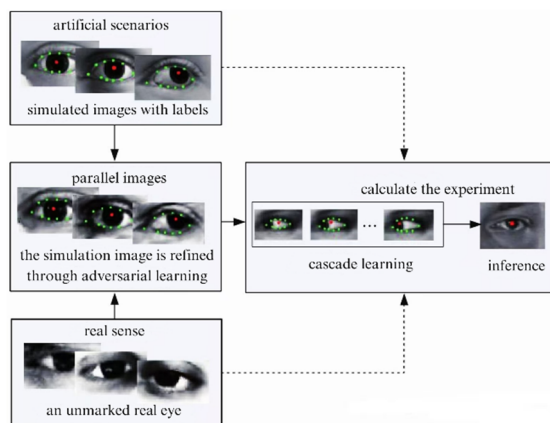 artificial scenarios
simulated images with labels
parallel images
the simulation image is refined
through adversarial learning
calculate the experiment
...
cascade learning
inference
real sense
an unmarked real eye